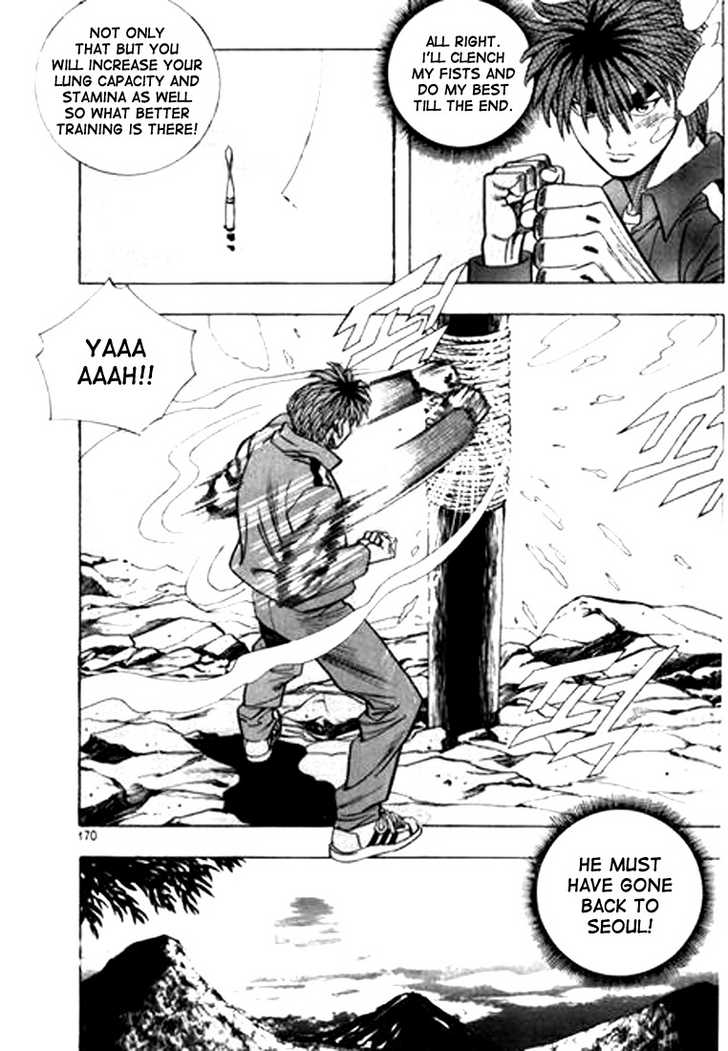 NOT ONLY
THAT BUT YOU
WILL INCREASE YOUR
LUNG CAPACITY AND
STAMINA AS WELL
SO WHAT BETTER
TRAINING IS THERE!
ALL RIGHT.
I'LL CLENCH
MY FISTS AND
DO MY BEST
TILL THE END.
YAAA
AAAH!!
170
HE MUST
HAVE GONE
BACK TO
SEOUL!